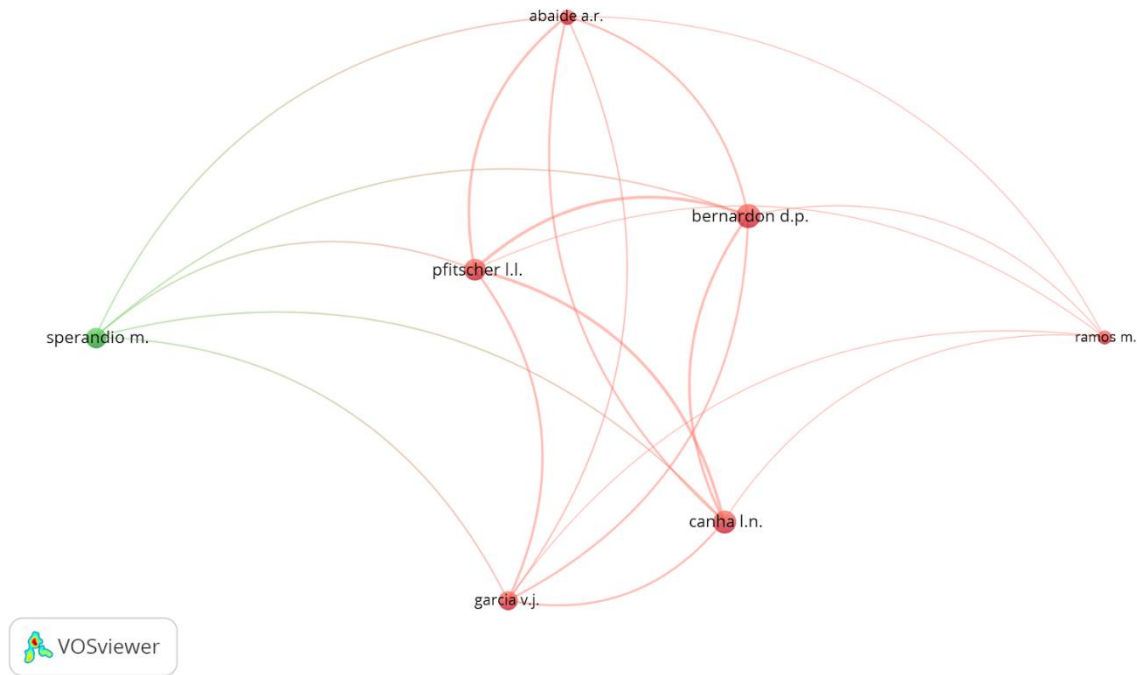 abaide a.r.
bernardon d.p.
pfitscher l.l.
sperandio m.
ramos m.
canha l.n.
garcia v.j.
VOSviewer